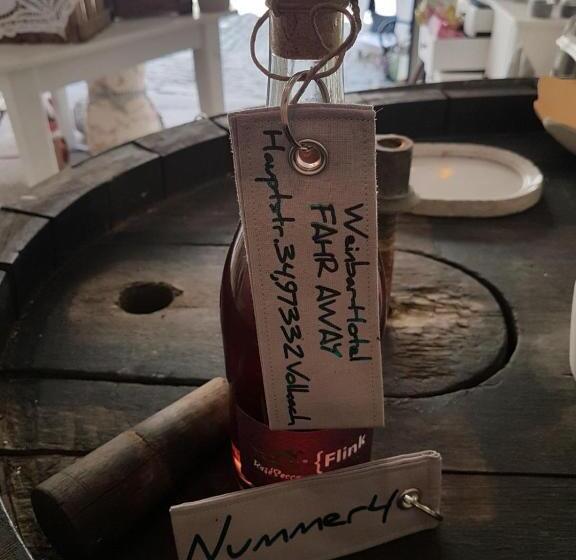 Weinbar-Hotel
FAHR AWAY
Hauptstr. 34, 97332 Volkach
{Flink
Nummer 4